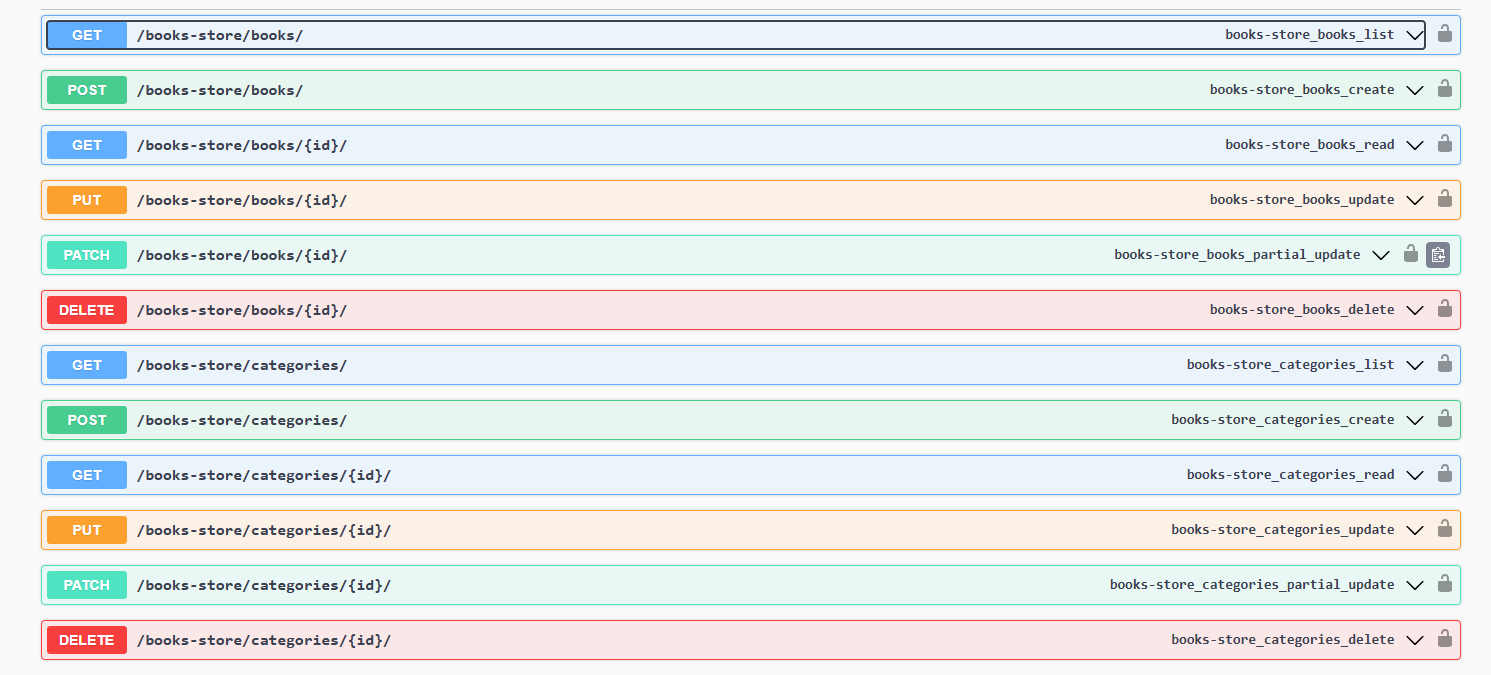 GET /books-store/books/ books-store_books_list
POST /books-store/books/ books-store_books_create
GET /books-store/books/{id}/ books-store_books_read
PUT /books-store/books/{id}/ books-store_books_update
PATCH /books-store/books/{id}/ books-store_books_partial_update
DELETE /books-store/books/{id}/ books-store_books_delete
GET /books-store/categories/ books-store_categories_list
POST /books-store/categories/ books-store_categories_create
GET /books-store/categories/{id}/ books-store_categories_read
PUT /books-store/categories/{id}/ books-store_categories_update
PATCH /books-store/categories/{id}/ books-store_categories_partial_update
DELETE /books-store/categories/{id}/ books-store_categories_delete